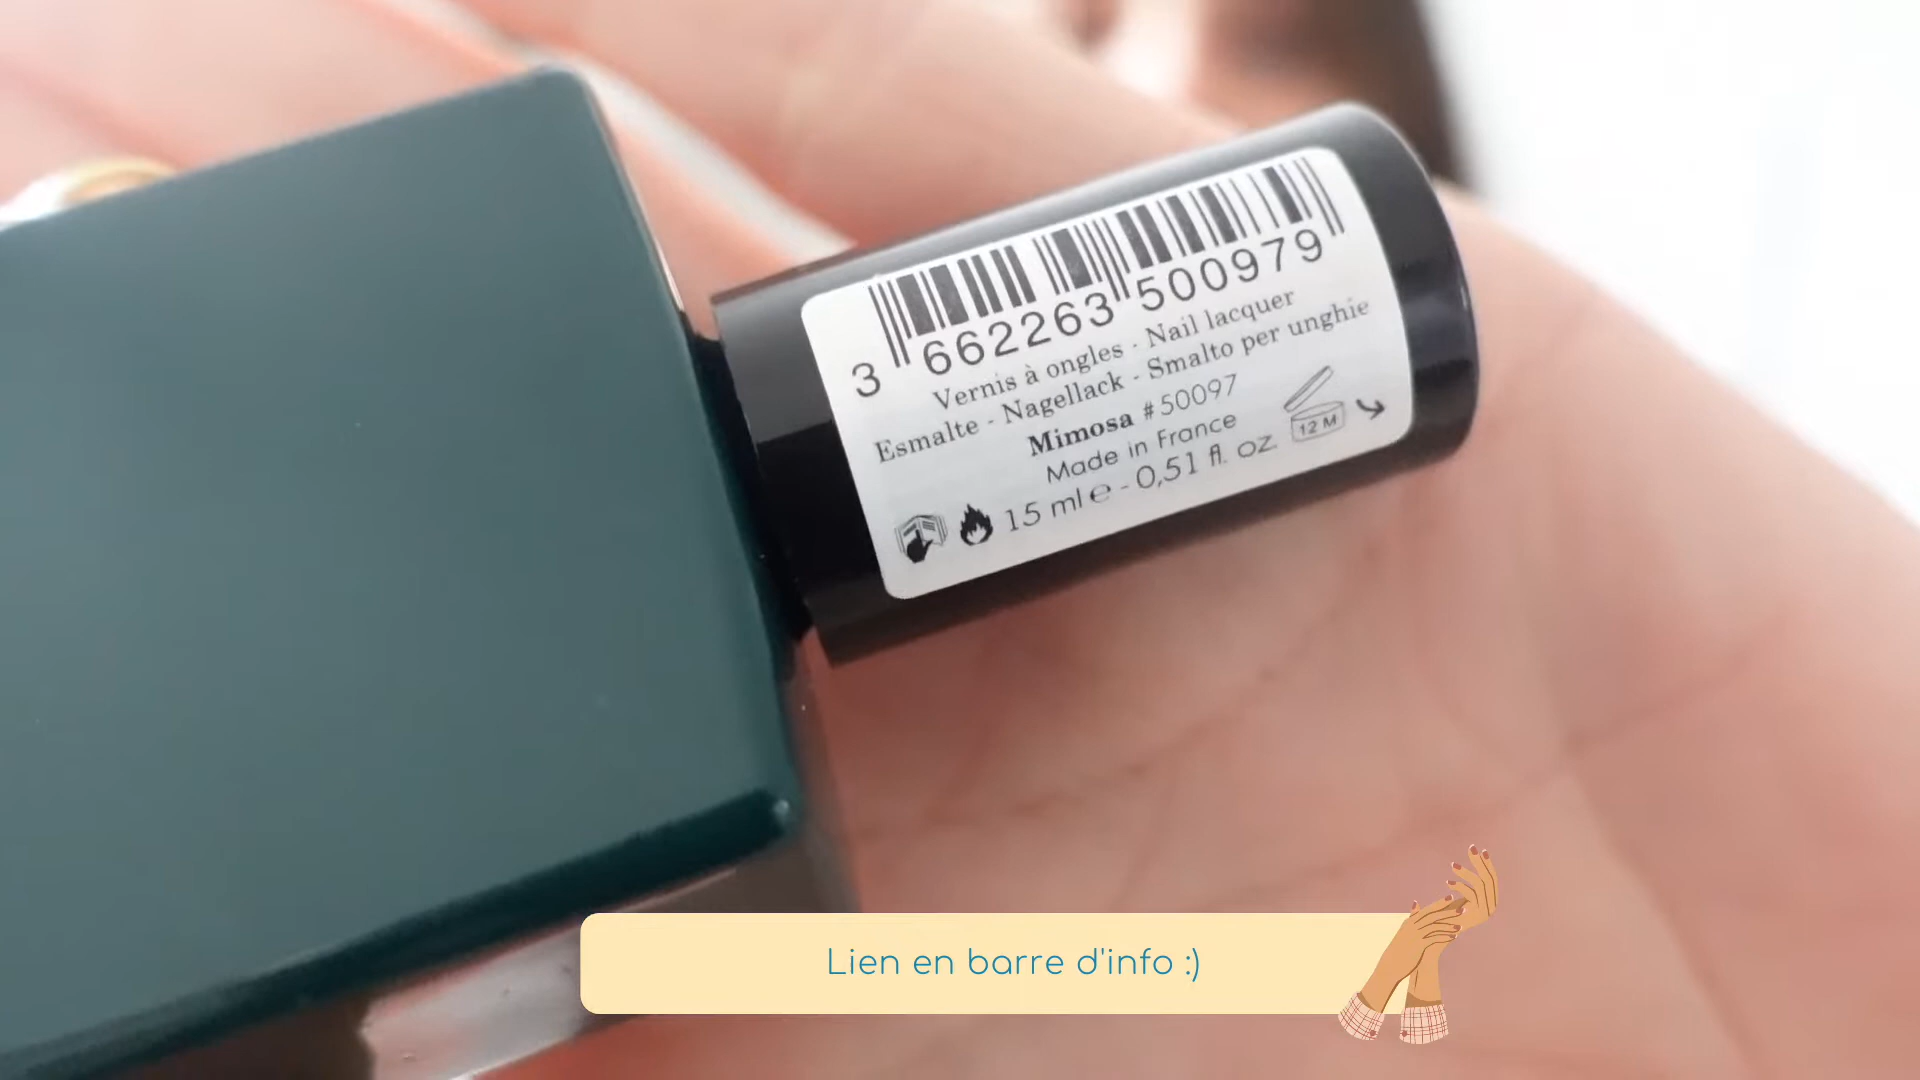 3 662263 500979
Vernis à ongles - Nail lacquer
Esmalte - Nagellack - Smalto per unghie
Mimosa #50097
Made in France
15 ml ℮ - 0,51 fl. oz.
12 M
Lien en barre d'info :)